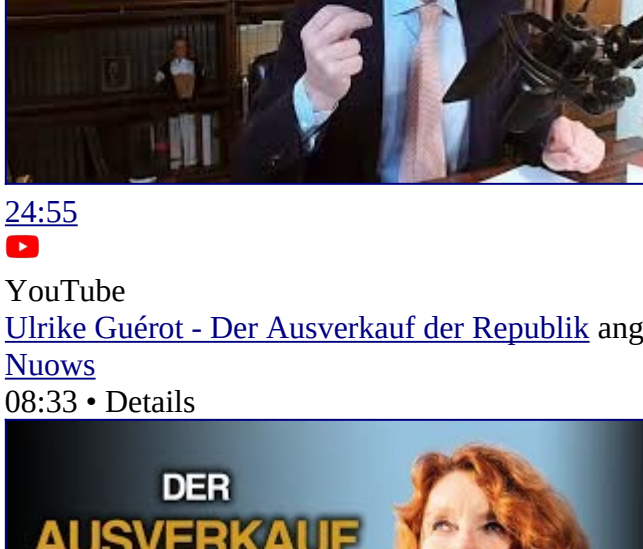 24:55
YouTube
Ulrike Guérot - Der Ausverkauf der Republik ang
Nuows
08:33 • Details
DER
AUSVERKAUF